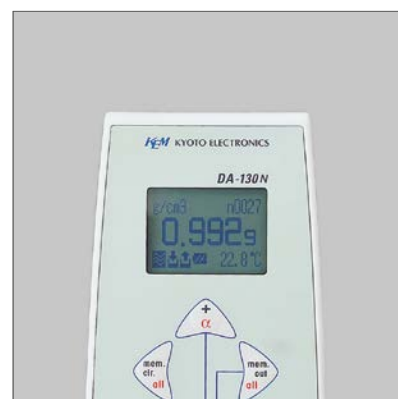 KEM KYOTO ELECTRONICS
DA-130N
g/cm3 n0027
0.9929
22.8℃
+
α
mem. clr. all
mem. out all